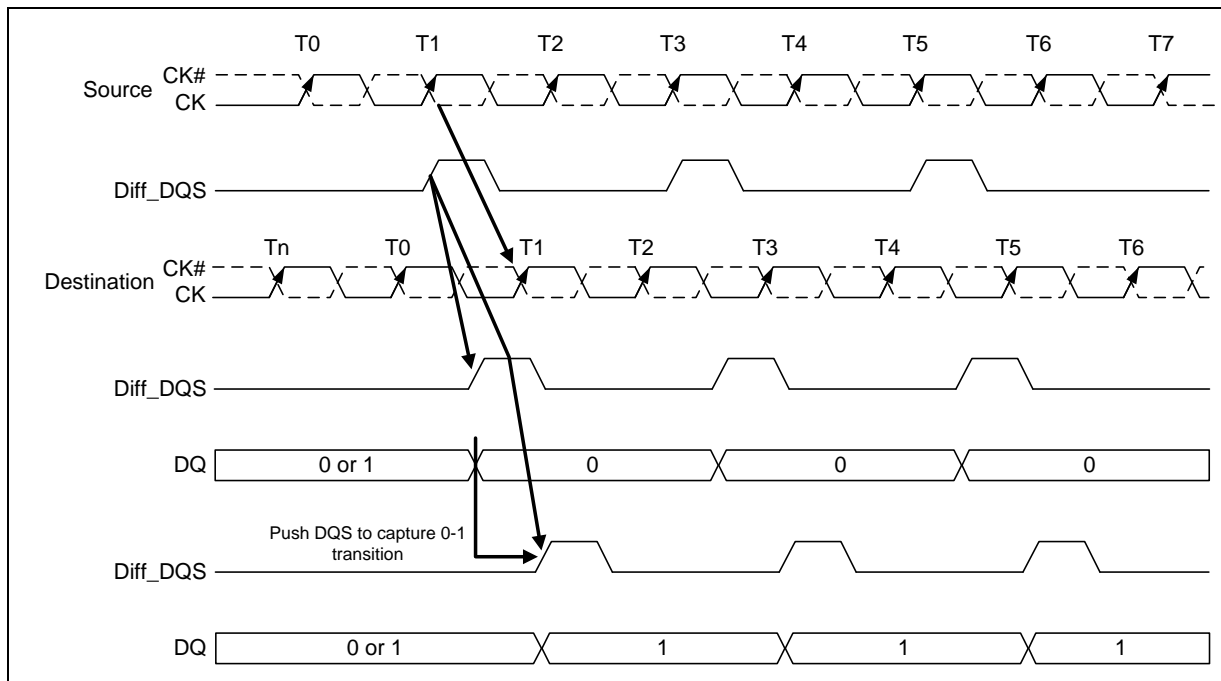 T0 T1 T2 T3 T4 T5 T6 T7
CK#
Source
CK
Diff_DQS
Tn T0 T1 T2 T3 T4 T5 T6
CK#
Destination
CK
Diff_DQS
DQ 0 or 1 0 0 0
Push DQS to capture 0-1
transition
Diff_DQS
DQ 0 or 1 1 1 1